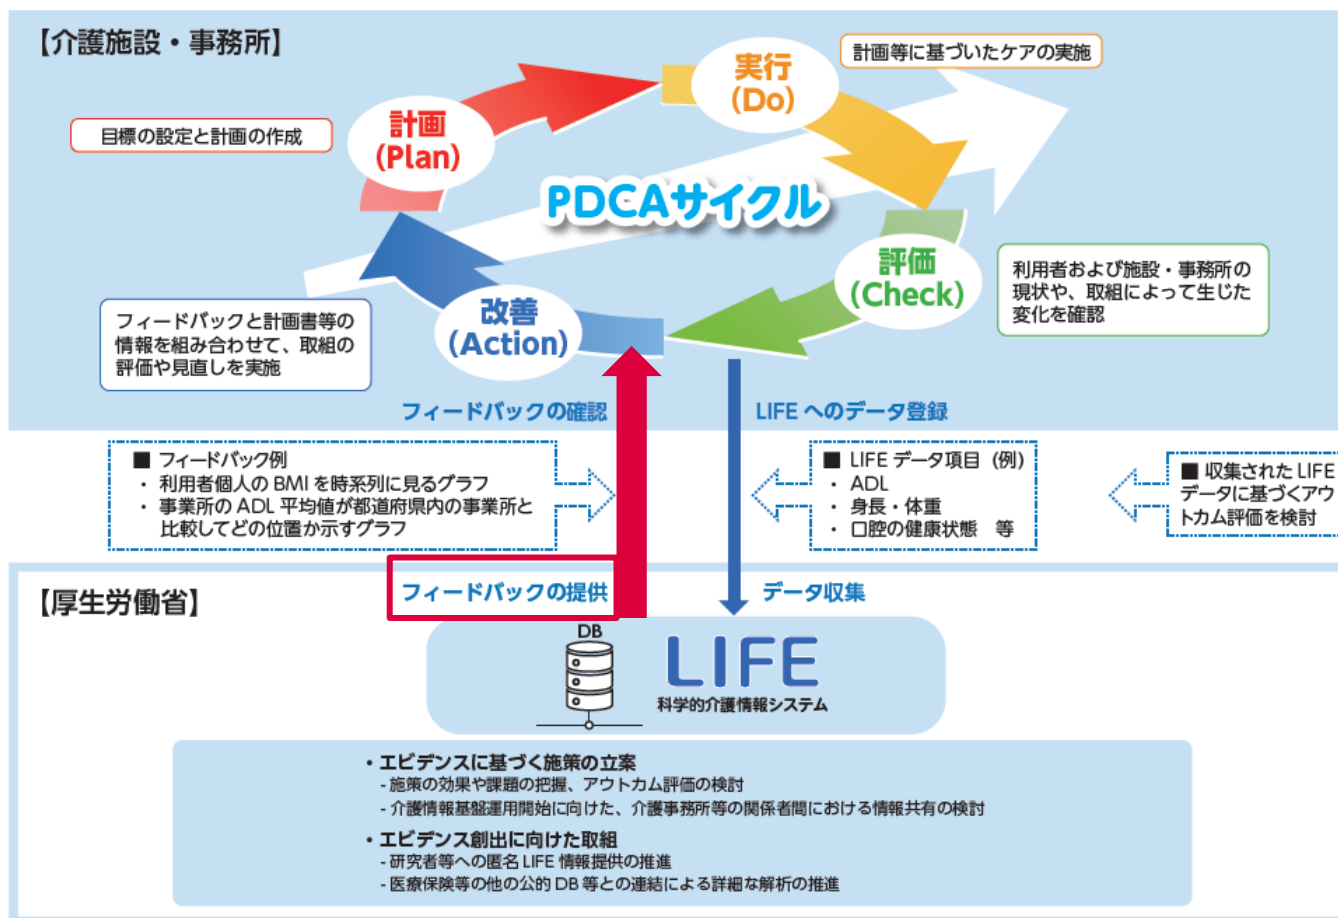 【介護施設・事務所】
実行
(Do)
計画等に基づいたケアの実施
計画
(Plan)
目標の設定と計画の作成
PDCAサイクル
評価
(Check)
利用者および施設・事務所の
現状や、取組によって生じた
変化を確認
改善
(Action)
フィードバックと計画書等の
情報を組み合わせて、取組の
評価や見直しを実施
フィードバックの確認
LIFE へのデータ登録
■ フィードバック例
・ 利用者個人の BMI を時系列に見るグラフ
・ 事業所の ADL 平均値が都道府県内の事業所と
比較してどの位置か示すグラフ
■ LIFE データ項目（例）
・ ADL
・ 身長・体重
・ 口腔の健康状態 等
■ 収集された LIFE
データに基づくアウ
トカム評価を検討
【厚生労働省】
フィードバックの提供
データ収集
DB
LIFE
科学的介護情報システム
・エビデンスに基づく施策の立案
- 施策の効果や課題の把握、アウトカム評価の検討
- 介護情報基盤運用開始に向けた、介護事務所等の関係者間における情報共有の検討
・エビデンス創出に向けた取組
- 研究者等への匿名 LIFE 情報提供の推進
- 医療保険等の他の公的 DB 等との連結による詳細な解析の推進